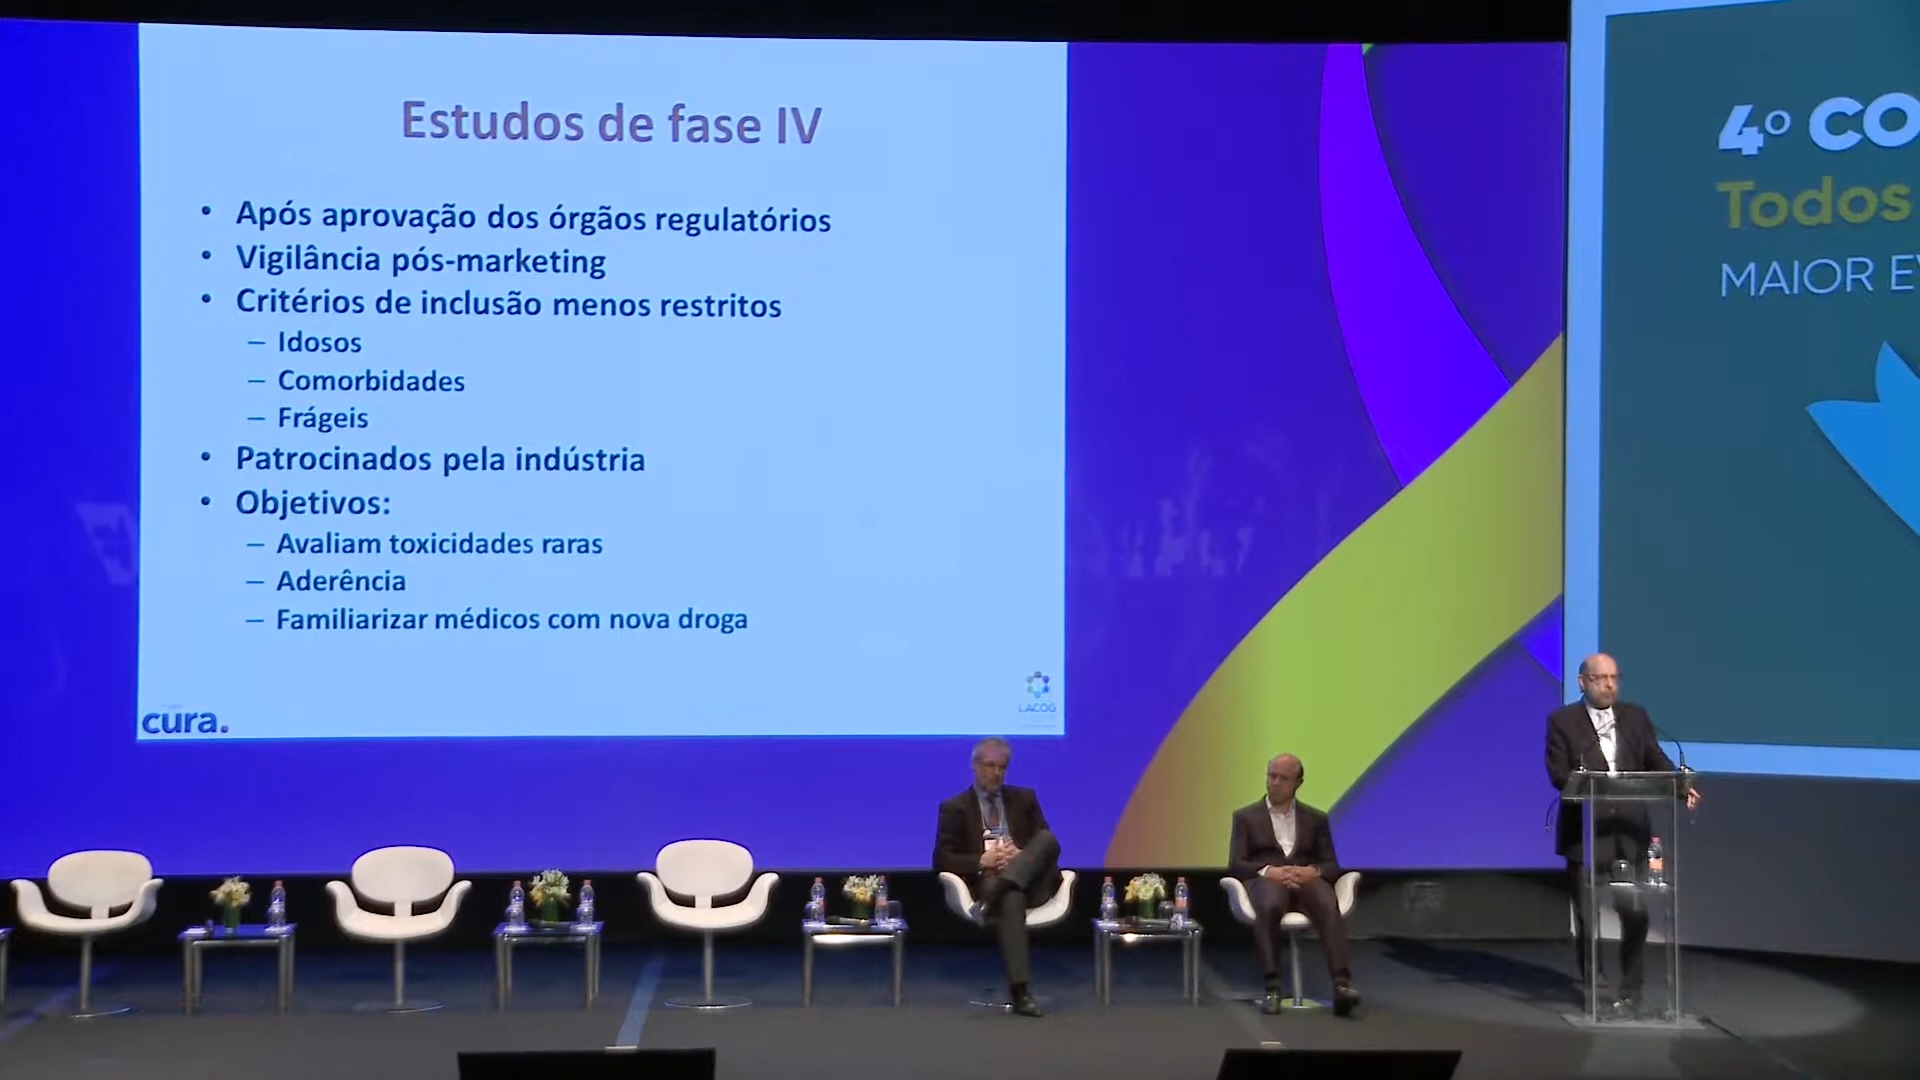 Estudos de fase IV
• Após aprovação dos órgãos regulatórios
• Vigilância pós-marketing
• Critérios de inclusão menos restritos
– Idosos
– Comorbidades
– Frágeis
• Patrocinados pela indústria
• Objetivos:
– Avaliam toxicidades raras
– Aderência
– Familiarizar médicos com nova droga
cura.
LACOG
4º CO
Todos
MAIOR E